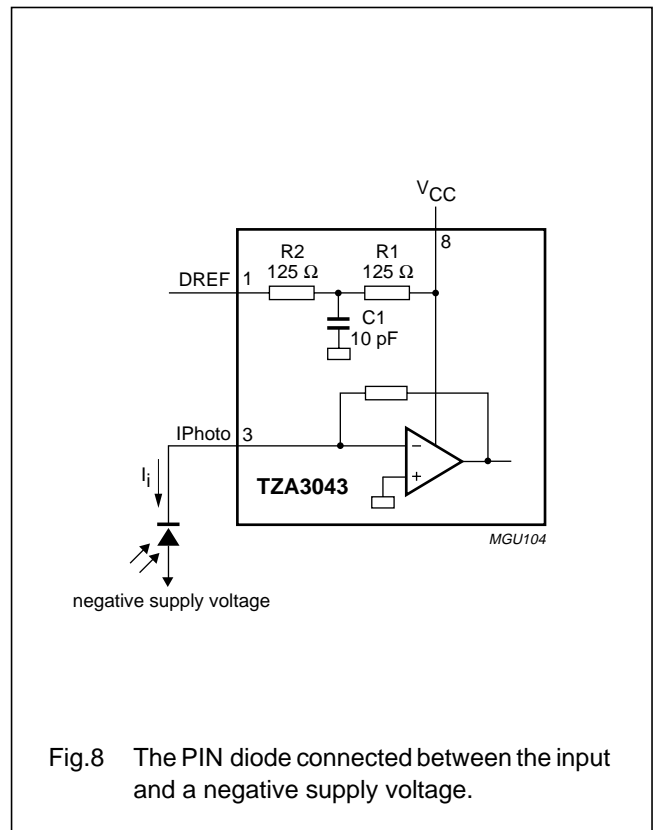 VCC
8
R2
125 Ω
R1
125 Ω
DREF 1
C1
10 pF
IPhoto 3
Ii
TZA3043
MGU104
negative supply voltage
Fig.8 The PIN diode connected between the input
and a negative supply voltage.